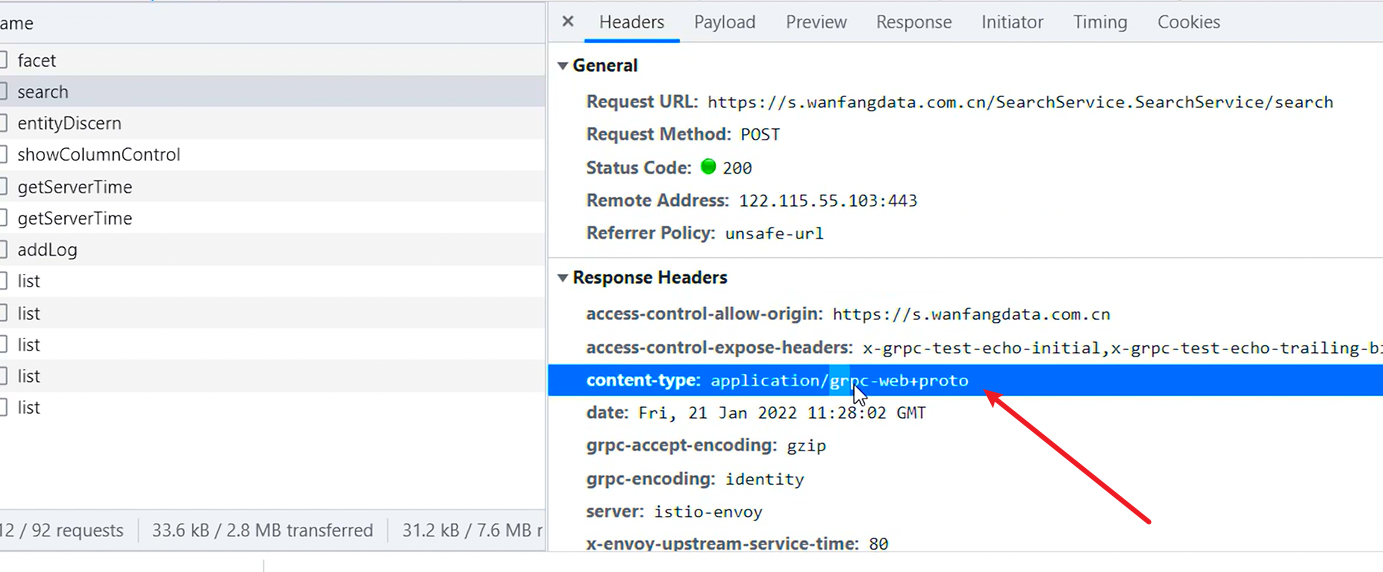 ame
facet
search
entityDiscern
showColumnControl
getServerTime
getServerTime
addLog
list
list
list
list
list
12 / 92 requests 33.6 kB / 2.8 MB transferred 31.2 kB / 7.6 MB r
× Headers Payload Preview Response Initiator Timing Cookies
General
Request URL: https://s.wanfangdata.com.cn/SearchService.SearchService/search
Request Method: POST
Status Code: 200
Remote Address: 122.115.55.103:443
Referrer Policy: unsafe-url
Response Headers
access-control-allow-origin: https://s.wanfangdata.com.cn
access-control-expose-headers: x-grpc-test-echo-initial,x-grpc-test-echo-trailing-bi
content-type: application/grpc-web+proto
date: Fri, 21 Jan 2022 11:28:02 GMT
grpc-accept-encoding: gzip
grpc-encoding: identity
server: istio-envoy
x-envoy-upstream-service-time: 80